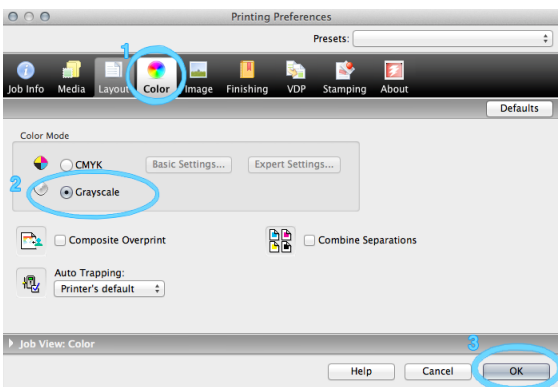 Printing Preferences
Presets:
1
Job Info Media Layout Color Image Finishing VDP Stamping About
Defaults
Color Mode
CMYK Basic Settings... Expert Settings...
2
Grayscale
Composite Overprint Combine Separations
Auto Trapping:
Printer's default
Job View: Color
3
Help Cancel OK